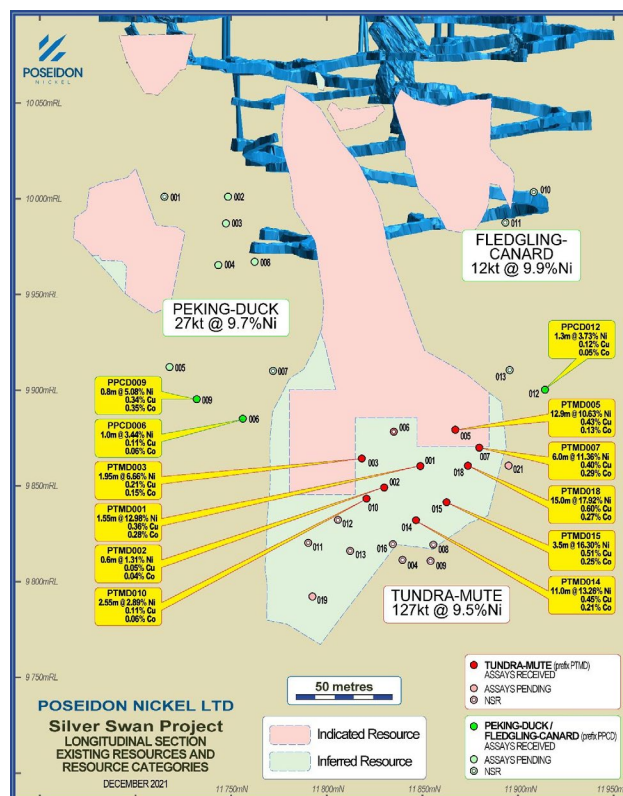 POSEIDON
NICKEL
10 050mRL
10 000mRL
9 950mRl
9 900mRL
9 850mRL
9 800mRL
9 750mRL
001
002
003
004
008
010
011
FLEDGLING-
CANARD
12kt @ 9.9%Ni
PEKING-DUCK
27kt @ 9.7%Ni
005
007
013
009
006
012
PPCD012
1.3m @ 3.73% Ni
0.12% Cu
0.05% Co
PPCD009
0.8m @ 5.08% Ni
0.34% Cu
0.35% Co
PPCD006
1.0m @ 3.44% Ni
0.11% Cu
0.06% Co
PTMD003
1.95m @ 6.66% Ni
0.21% Cu
0.15% Co
PTMD001
1.55m @ 12.98% Ni
0.36% Cu
0.28% Co
PTMD002
0.6m @ 1.31% Ni
0.05% Cu
0.04% Co
PTMD010
2.55m @ 2.89% Ni
0.11% Cu
0.06% Co
PTMD005
12.9m @ 10.63% Ni
0.43% Cu
0.13% Co
PTMD007
6.0m @ 11.36% Ni
0.40% Cu
0.29% Co
PTMD018
15.0m @ 17.92% Ni
0.60% Cu
0.27% Co
PTMD015
3.5m @ 16.30% Ni
0.51% Cu
0.25% Co
PTMD014
11.0m @ 13.26% Ni
0.45% Cu
0.21% Co
006
005
007
003
001
018
021
002
010
015
012
014
011
013
016
008
004
009
019
TUNDRA-MUTE
127kt @ 9.5%Ni
50 metres
POSEIDON NICKEL LTD
Silver Swan Project
LONGITUDINAL SECTION
EXISTING RESOURCES AND
RESOURCE CATEGORIES
DECEMBER 2021
Indicated Resource
Inferred Resource
TUNDRA-MUTE (prefix PTMD)
ASSAYS RECEIVED
ASSAYS PENDING
NSR
PEKING-DUCK /
FLEDGLING-CANARD (prefix PPCD)
ASSAYS RECEIVED
ASSAYS PENDING
NSR
11 750mN
11 800mN
11 850mN
11 900mN
11 950m